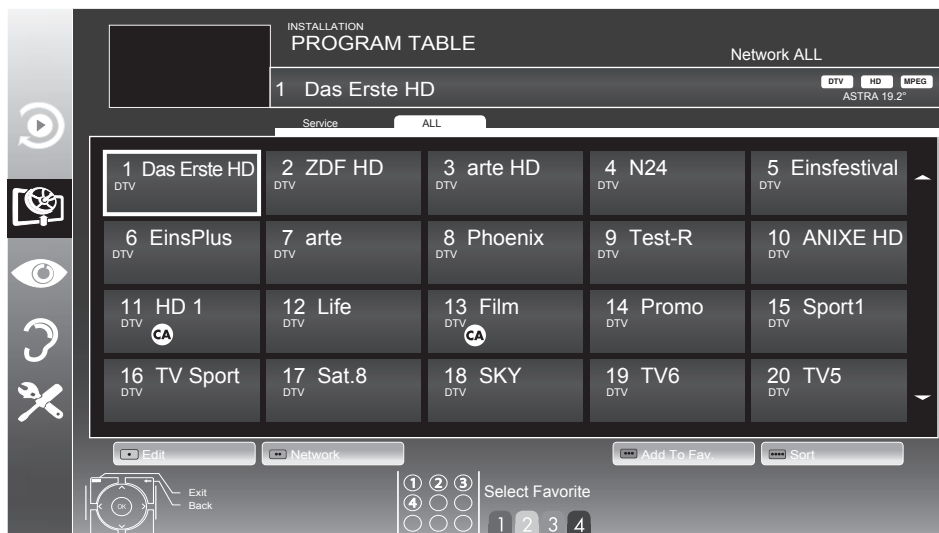 INSTALLATION
PROGRAM TABLE
Network ALL
1 Das Erste HD
DTV HD MPEG
ASTRA 19.2°
Service ALL
1 Das Erste HD
DTV
2 ZDF HD
DTV
3 arte HD
DTV
4 N24
DTV
5 Einsfestival
DTV
6 EinsPlus
DTV
7 arte
DTV
8 Phoenix
DTV
9 Test-R
DTV
10 ANIXE HD
DTV
11 HD 1
DTV
CA
12 Life
DTV
13 Film
DTV
CA
14 Promo
DTV
15 Sport1
DTV
16 TV Sport
DTV
17 Sat.8
DTV
18 SKY
DTV
19 TV6
DTV
20 TV5
DTV
Edit
Network
Add To Fav.
Sort
OK
Exit
Back
1 2 3
4
Select Favorite
1 2 3 4